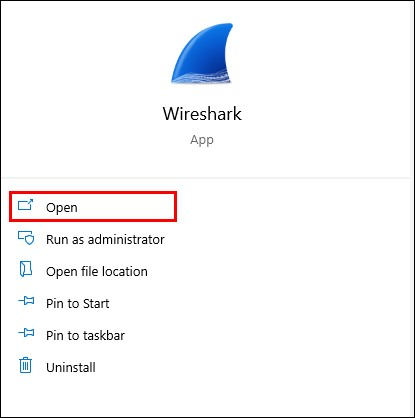 Wireshark
App
Open
Run as administrator
Open file location
Pin to Start
Pin to taskbar
Uninstall